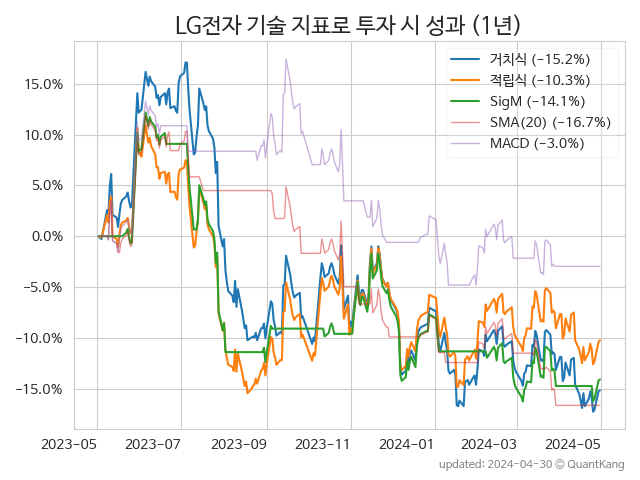 LG전자 기술 지표로 투자 시 성과 (1년)
거치식 (−15.2%)
적립식 (−10.3%)
SigM (−14.1%)
SMA(20) (−16.7%)
MACD (−3.0%)
15.0%
10.0%
5.0%
0.0%
−5.0%
−10.0%
−15.0%
2023-05 2023-07 2023-09 2023-11 2024-01 2024-03 2024-05
updated: 2024-04-30 © QuantKang